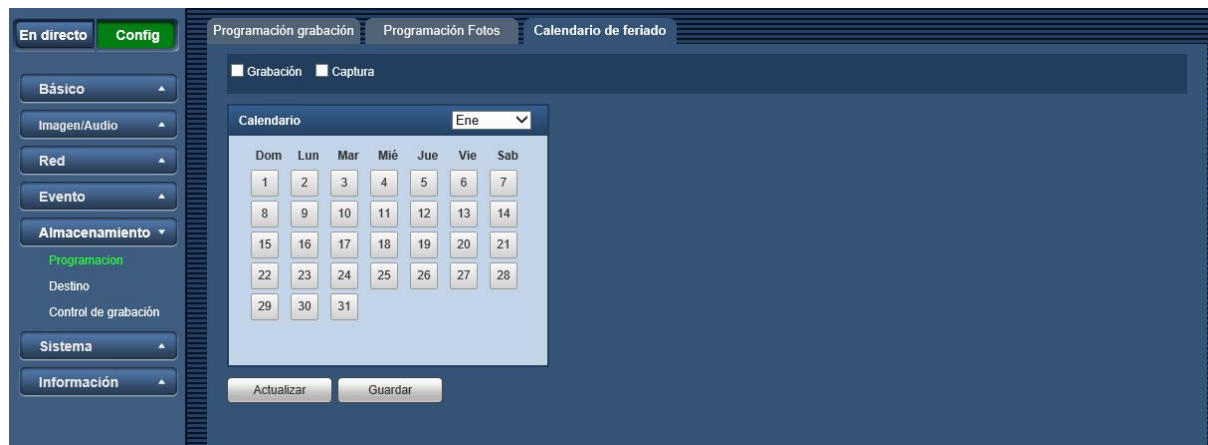 En directo Config
Programación grabación Programación Fotos Calendario de feriado
Grabación Captura
Básico
Imagen/Audio
Red
Evento
Almacenamiento
Programacion
Destino
Control de grabación
Sistema
Información
Calendario Ene
Dom Lun Mar Mié Jue Vie Sab
1 2 3 4 5 6 7
8 9 10 11 12 13 14
15 16 17 18 19 20 21
22 23 24 25 26 27 28
29 30 31
Actualizar Guardar